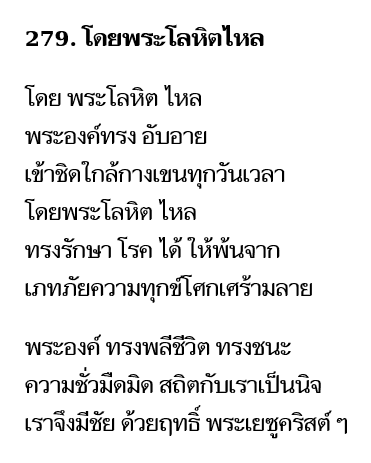 279. โดยพระโลหิตไหล
โดย พระโลหิต ไหล
พระองค์ทรง อับอาย
เข้าชิดใกล้กางเขนทุกวันเวลา
โดยพระโลหิต ไหล
ทรงรักษา โรค ได้ ให้พ้นจาก
เภทภัยความทุกข์โศกเศร้ามลาย
พระองค์ ทรงพลีชีวิต ทรงชนะ
ความชั่วมืดมิด สถิตกับเราเป็นนิจ
เราจึงมีชัย ด้วยฤทธิ์ พระเยซูคริสต์ ๆ